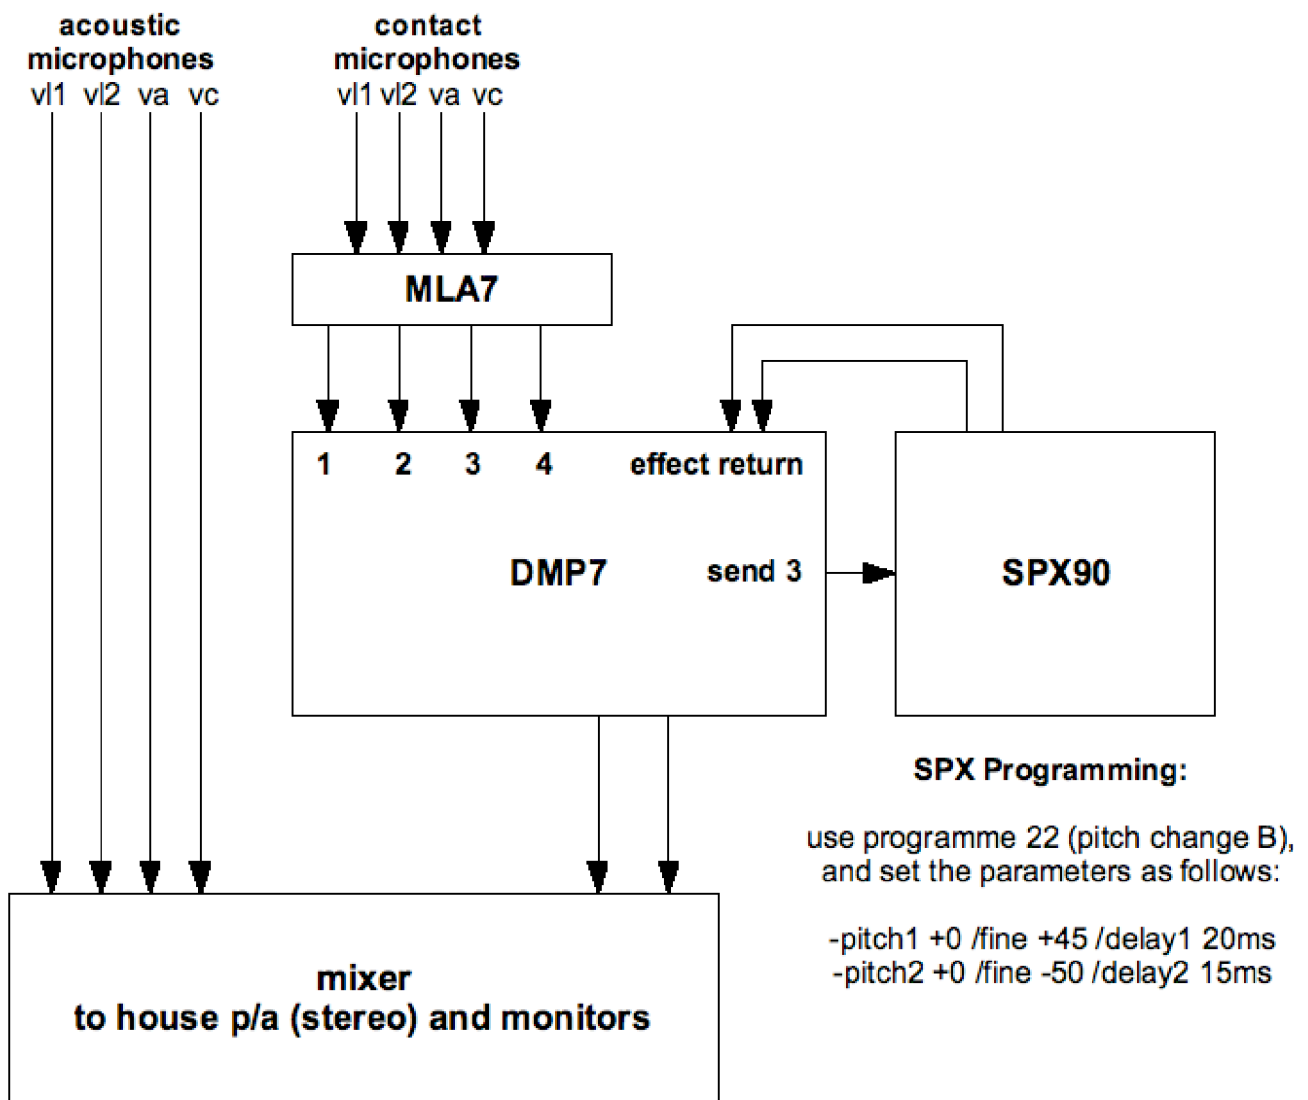 acoustic
microphones
vl1 vl2 va vc
contact
microphones
vl1 vl2 va vc
MLA7
1 2 3 4 effect return
DMP7 send 3
SPX90
SPX Programming:
use programme 22 (pitch change B),
and set the parameters as follows:
-pitch1 +0 /fine +45 /delay1 20ms
-pitch2 +0 /fine -50 /delay2 15ms
mixer
to house p/a (stereo) and monitors